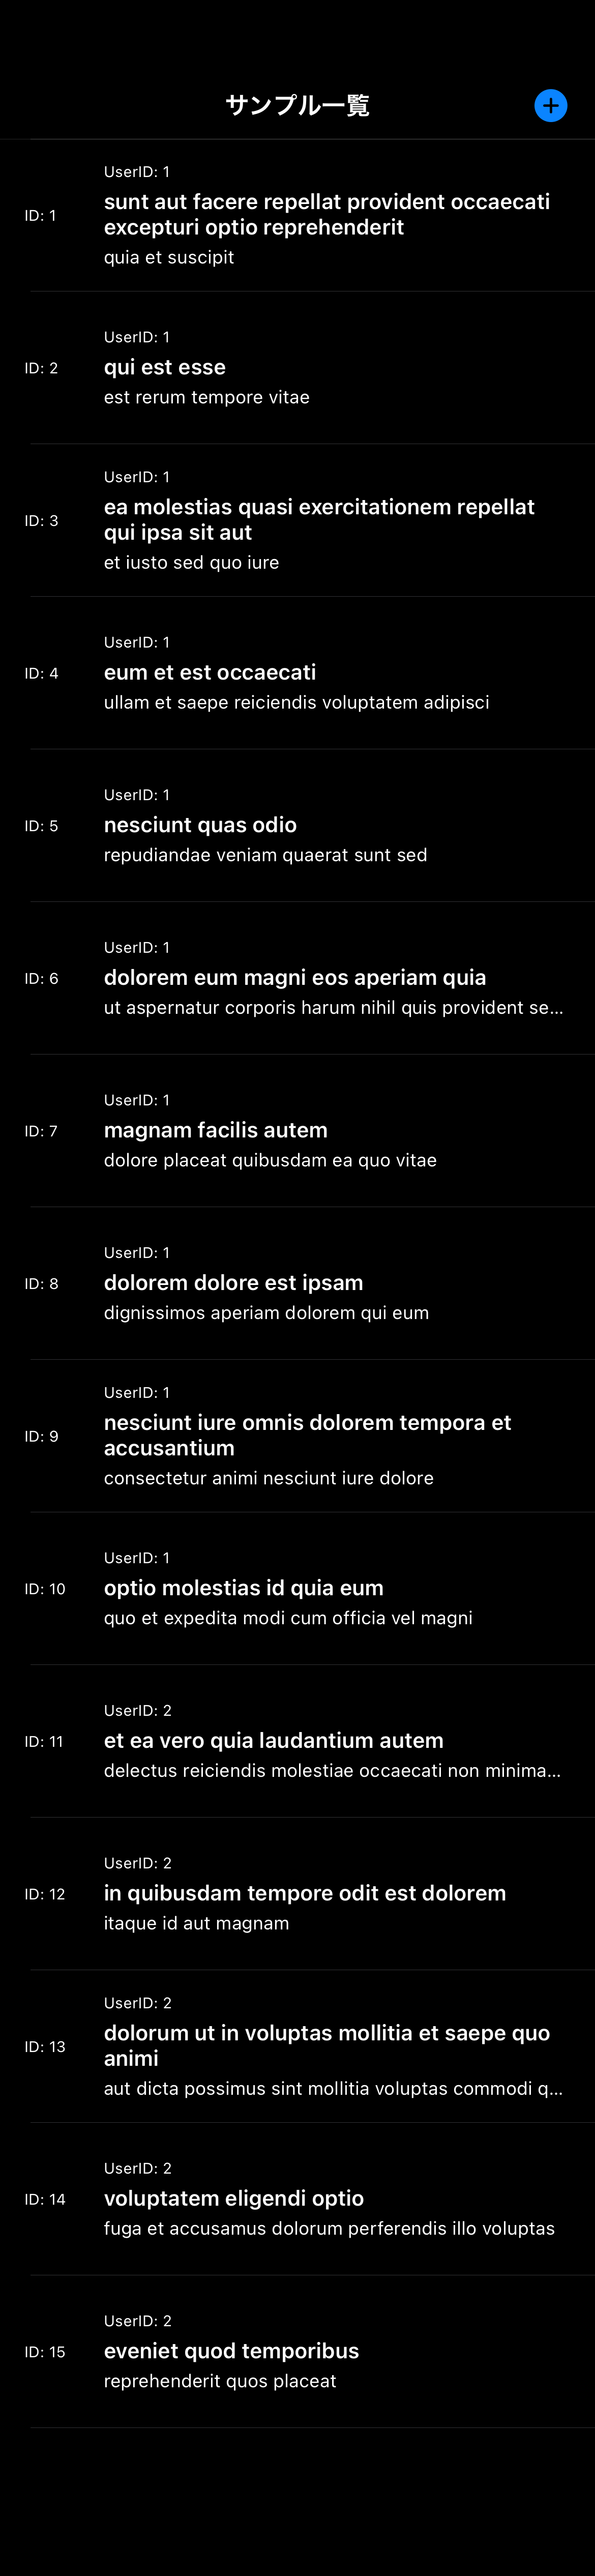 サンプル一覧
UserID: 1
ID: 1
sunt aut facere repellat provident occaecati
excepturi optio reprehenderit
quia et suscipit
UserID: 1
ID: 2
qui est esse
est rerum tempore vitae
UserID: 1
ID: 3
ea molestias quasi exercitationem repellat
qui ipsa sit aut
et iusto sed quo iure
UserID: 1
ID: 4
eum et est occaecati
ullam et saepe reiciendis voluptatem adipisci
UserID: 1
ID: 5
nesciunt quas odio
repudiandae veniam quaerat sunt sed
UserID: 1
ID: 6
dolorem eum magni eos aperiam quia
ut aspernatur corporis harum nihil quis provident se...
UserID: 1
ID: 7
magnam facilis autem
dolore placeat quibusdam ea quo vitae
UserID: 1
ID: 8
dolorem dolore est ipsam
dignissimos aperiam dolorem qui eum
UserID: 1
ID: 9
nesciunt iure omnis dolorem tempora et
accusantium
consectetur animi nesciunt iure dolore
UserID: 1
ID: 10
optio molestias id quia eum
quo et expedita modi cum officia vel magni
UserID: 2
ID: 11
et ea vero quia laudantium autem
delectus reiciendis molestiae occaecati non minima...
UserID: 2
ID: 12
in quibusdam tempore odit est dolorem
itaque id aut magnam
UserID: 2
ID: 13
dolorum ut in voluptas mollitia et saepe quo
animi
aut dicta possimus sint mollitia voluptas commodi q...
UserID: 2
ID: 14
voluptatem eligendi optio
fuga et accusamus dolorum perferendis illo voluptas
UserID: 2
ID: 15
eveniet quod temporibus
reprehenderit quos placeat